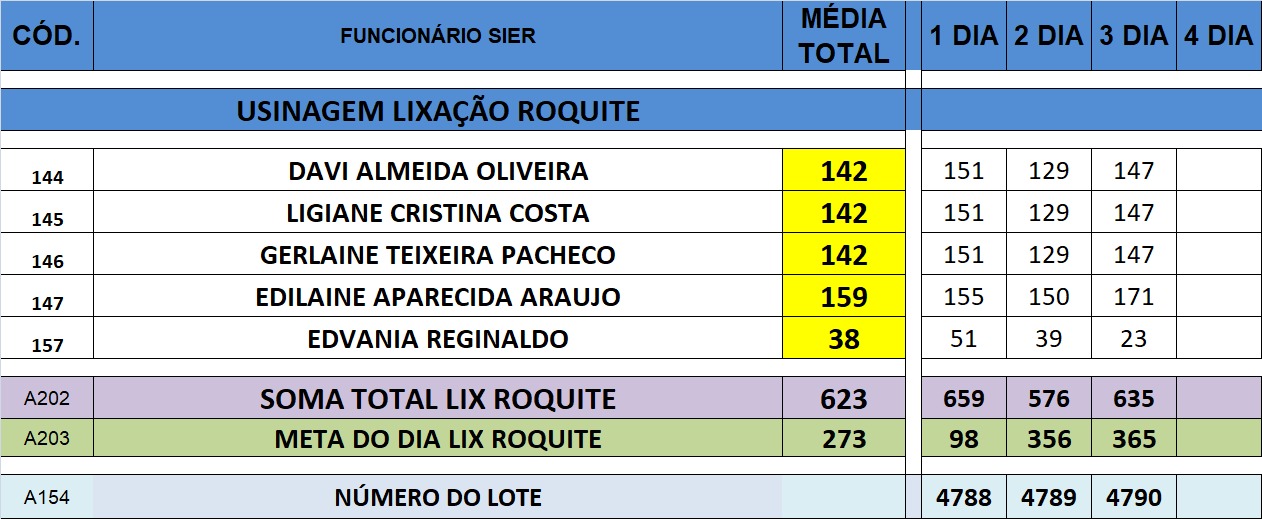 CÓD. FUNCIONÁRIO SIER MÉDIA TOTAL 1 DIA 2 DIA 3 DIA 4 DIA
USINAGEM LIXAÇÃO ROQUITE
144 DAVI ALMEIDA OLIVEIRA 142 151 129 147
145 LIGIANE CRISTINA COSTA 142 151 129 147
146 GERLAINE TEIXEIRA PACHECO 142 151 129 147
147 EDILAINE APARECIDA ARAUJO 159 155 150 171
157 EDVANIA REGINALDO 38 51 39 23
A202 SOMA TOTAL LIX ROQUITE 623 659 576 635
A203 META DO DIA LIX ROQUITE 273 98 356 365
A154 NÚMERO DO LOTE 4788 4789 4790